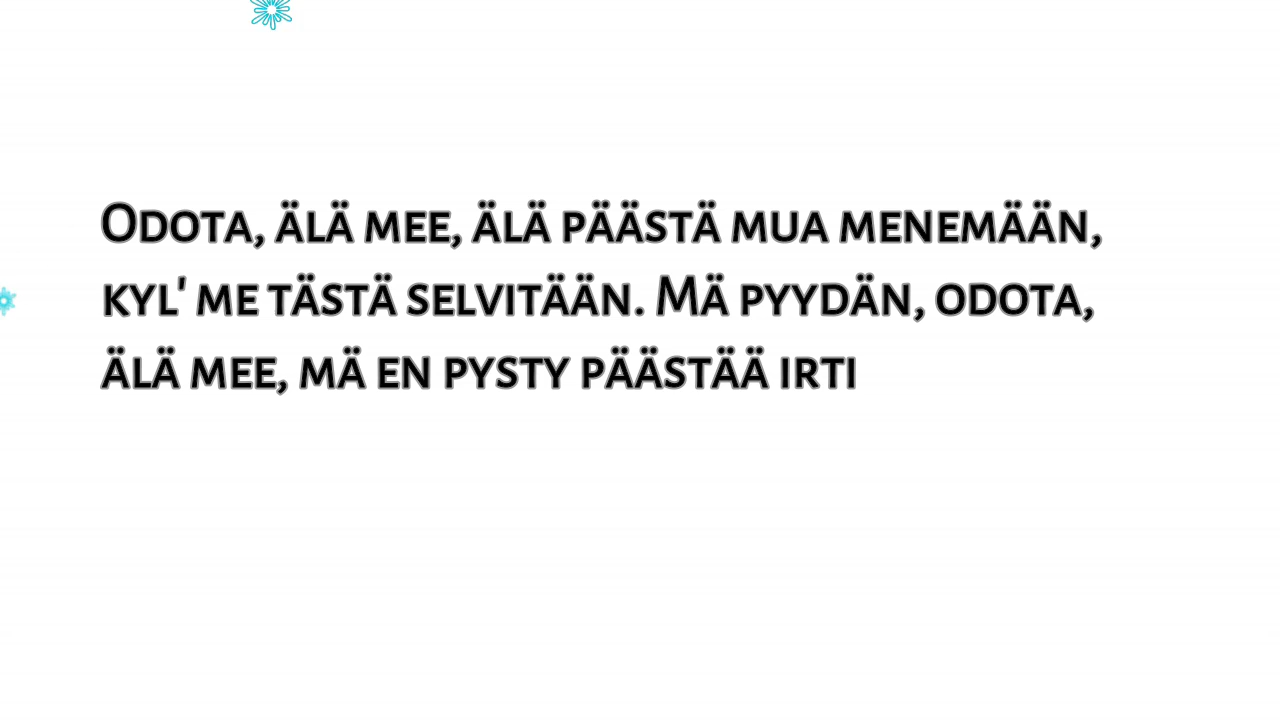 Odota, älä mee, älä päästä mua menemään,
kyl' me tästä selvitään. Mä pyydän, odota,
älä mee, mä en pysty päästää irti